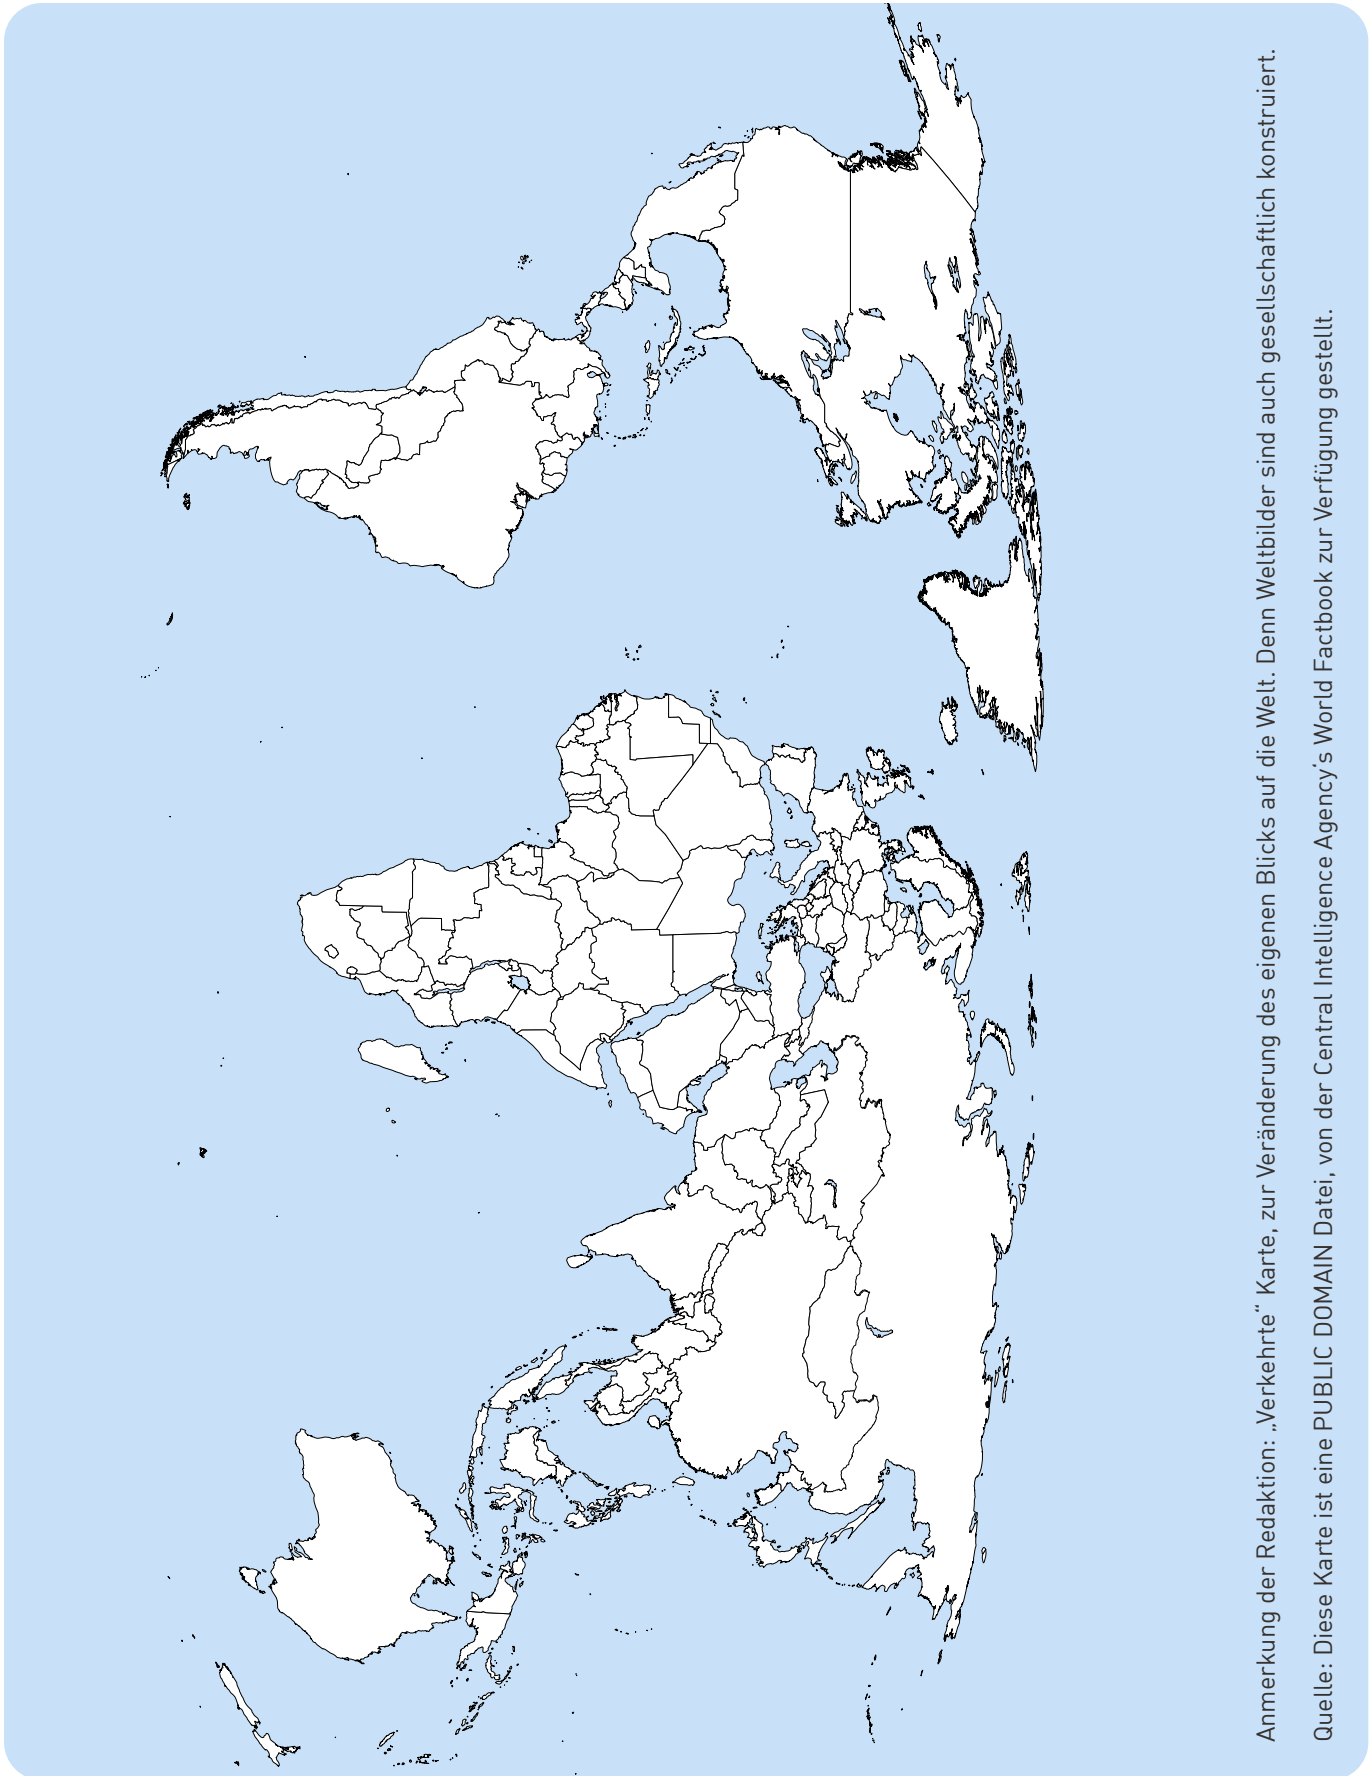 Anmerkung der Redaktion: „Verkehrte“ Karte, zur Veränderung des eigenen Blicks auf die Welt. Denn Weltbilder sind auch gesellschaftlich konstruiert.
Quelle: Diese Karte ist eine PUBLIC DOMAIN Datei, von der Central Intelligence Agency‘s World Factbook zur Verfügung gestellt.